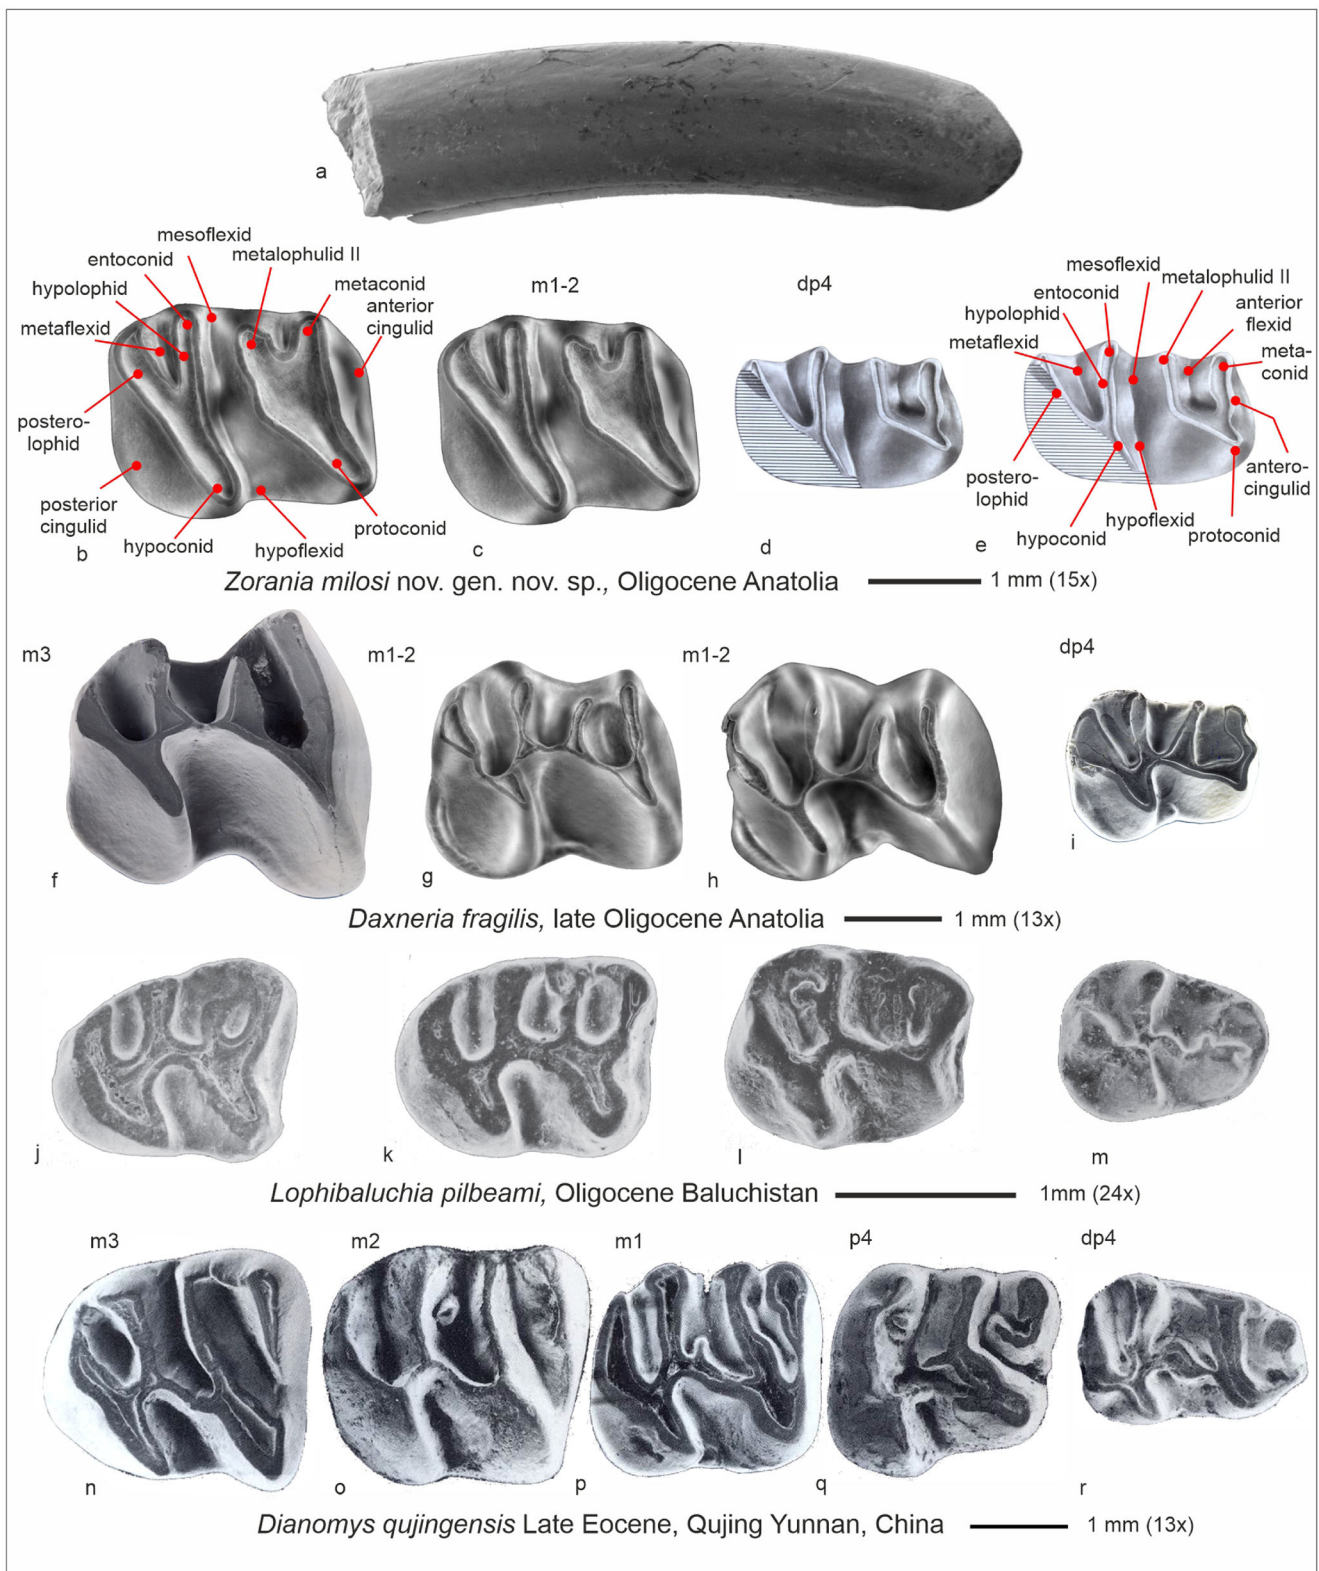 a
mesoflexid
entoconid
metalophulid II
hypolophid
metaconid
metaflexid
anterior
cingulid
postero-
lophid
posterior
cingulid
hypoconid
hypoflexid
protoconid
b
m1-2
c
dp4
d
mesoflexid
metalophulid II
entoconid
anterior
flexid
hypolophid
metaflexid
meta-
conid
postero-
lophid
antero-
cingulid
hypoflexid
hypoconid
protoconid
e
Zorania milosi nov. gen. nov. sp., Oligocene Anatolia
1 mm (15x)
m3
m1-2
m1-2
dp4
f
g
h
i
Daxneria fragilis, late Oligocene Anatolia
1 mm (13x)
j
k
l
m
Lophibaluchia pilbeami, Oligocene Baluchistan
1mm (24x)
m3
m2
m1
p4
dp4
n
o
p
q
r
Dianomys qujingensis Late Eocene, Qujing Yunnan, China
1 mm (13x)